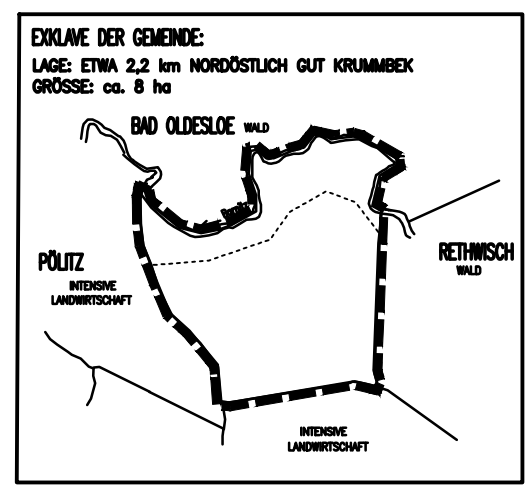 EXKLAVE DER GEMEINDE:
LAGE: ETWA 2,2 km NORDÖSTLICH GUT KRUMMBEK
GRÖSSE: ca. 8 ha
BAD OLDESLOE WALD
PÖLITZ
INTENSIVE
LANDWIRTSCHAFT
RETHWISCH
WALD
INTENSIVE
LANDWIRTSCHAFT